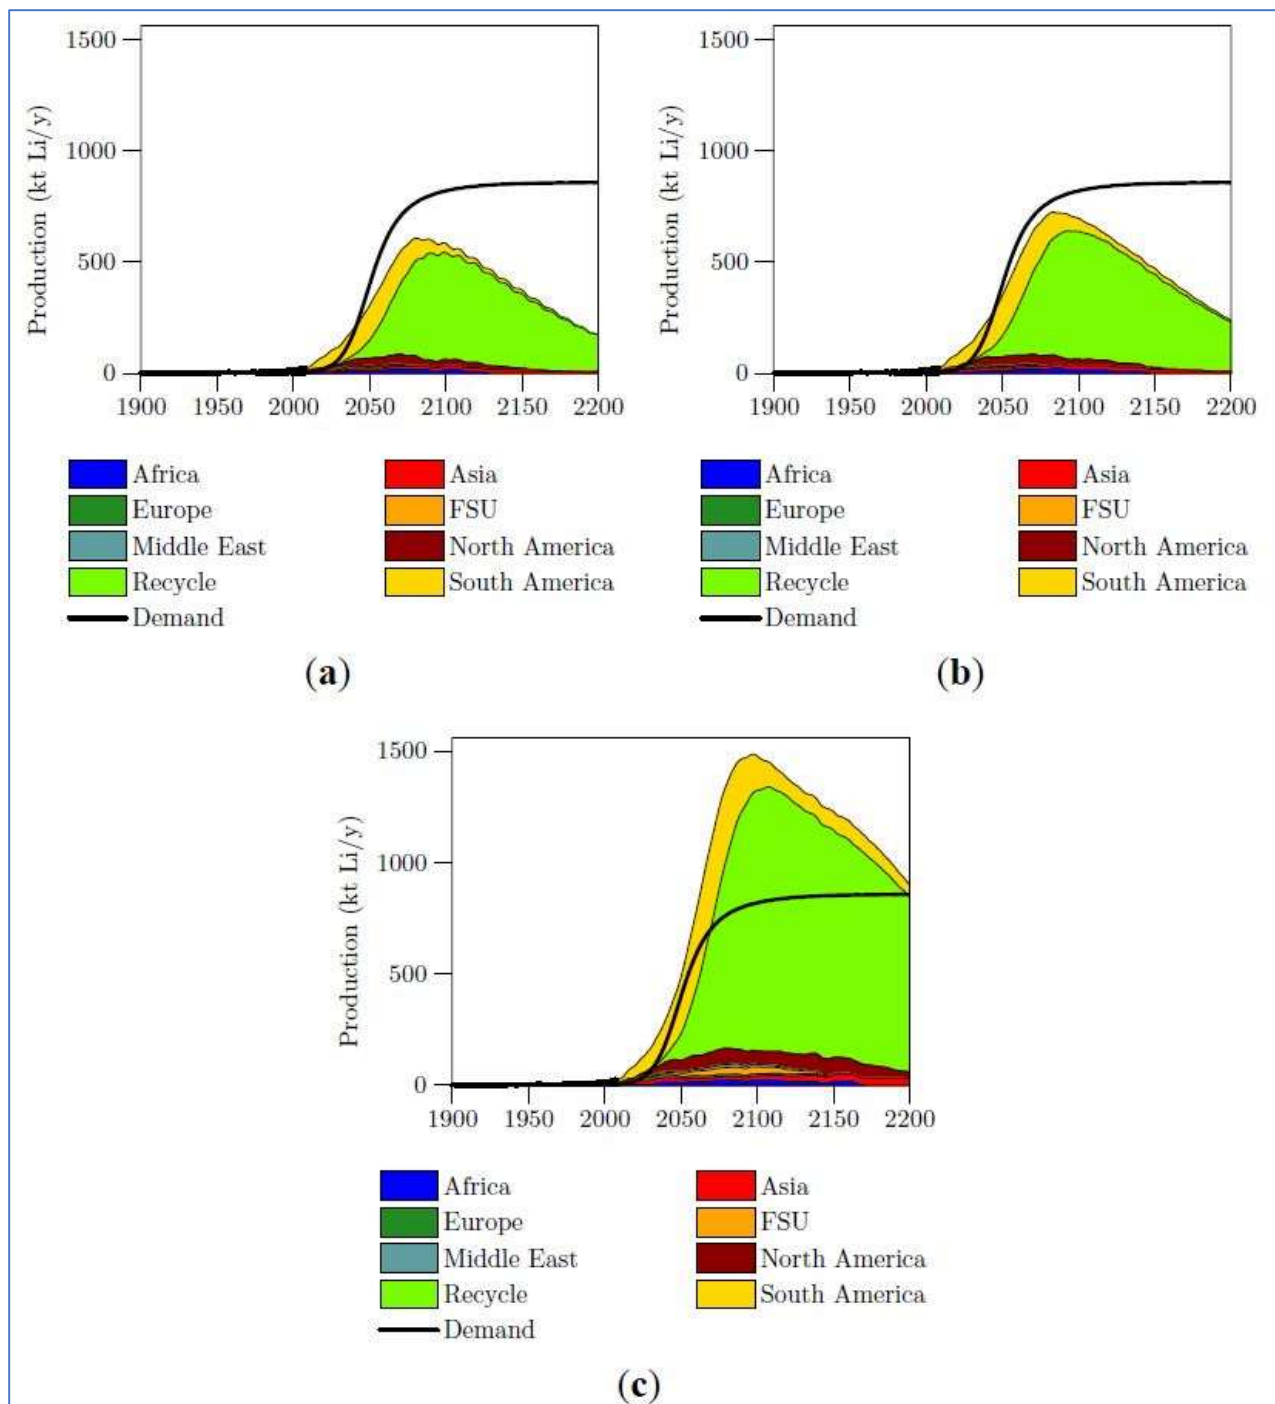 1500
1000
500
0
Production (kt Li/y)
1900 1950 2000 2050 2100 2150 2200
Africa Asia
Europe FSU
Middle East North America
Recycle South America
Demand
(a)
1500
1000
500
0
Production (kt Li/y)
1900 1950 2000 2050 2100 2150 2200
Africa Asia
Europe FSU
Middle East North America
Recycle South America
Demand
(b)
1500
1000
500
0
Production (kt Li/y)
1900 1950 2000 2050 2100 2150 2200
Africa Asia
Europe FSU
Middle East North America
Recycle South America
Demand
(c)